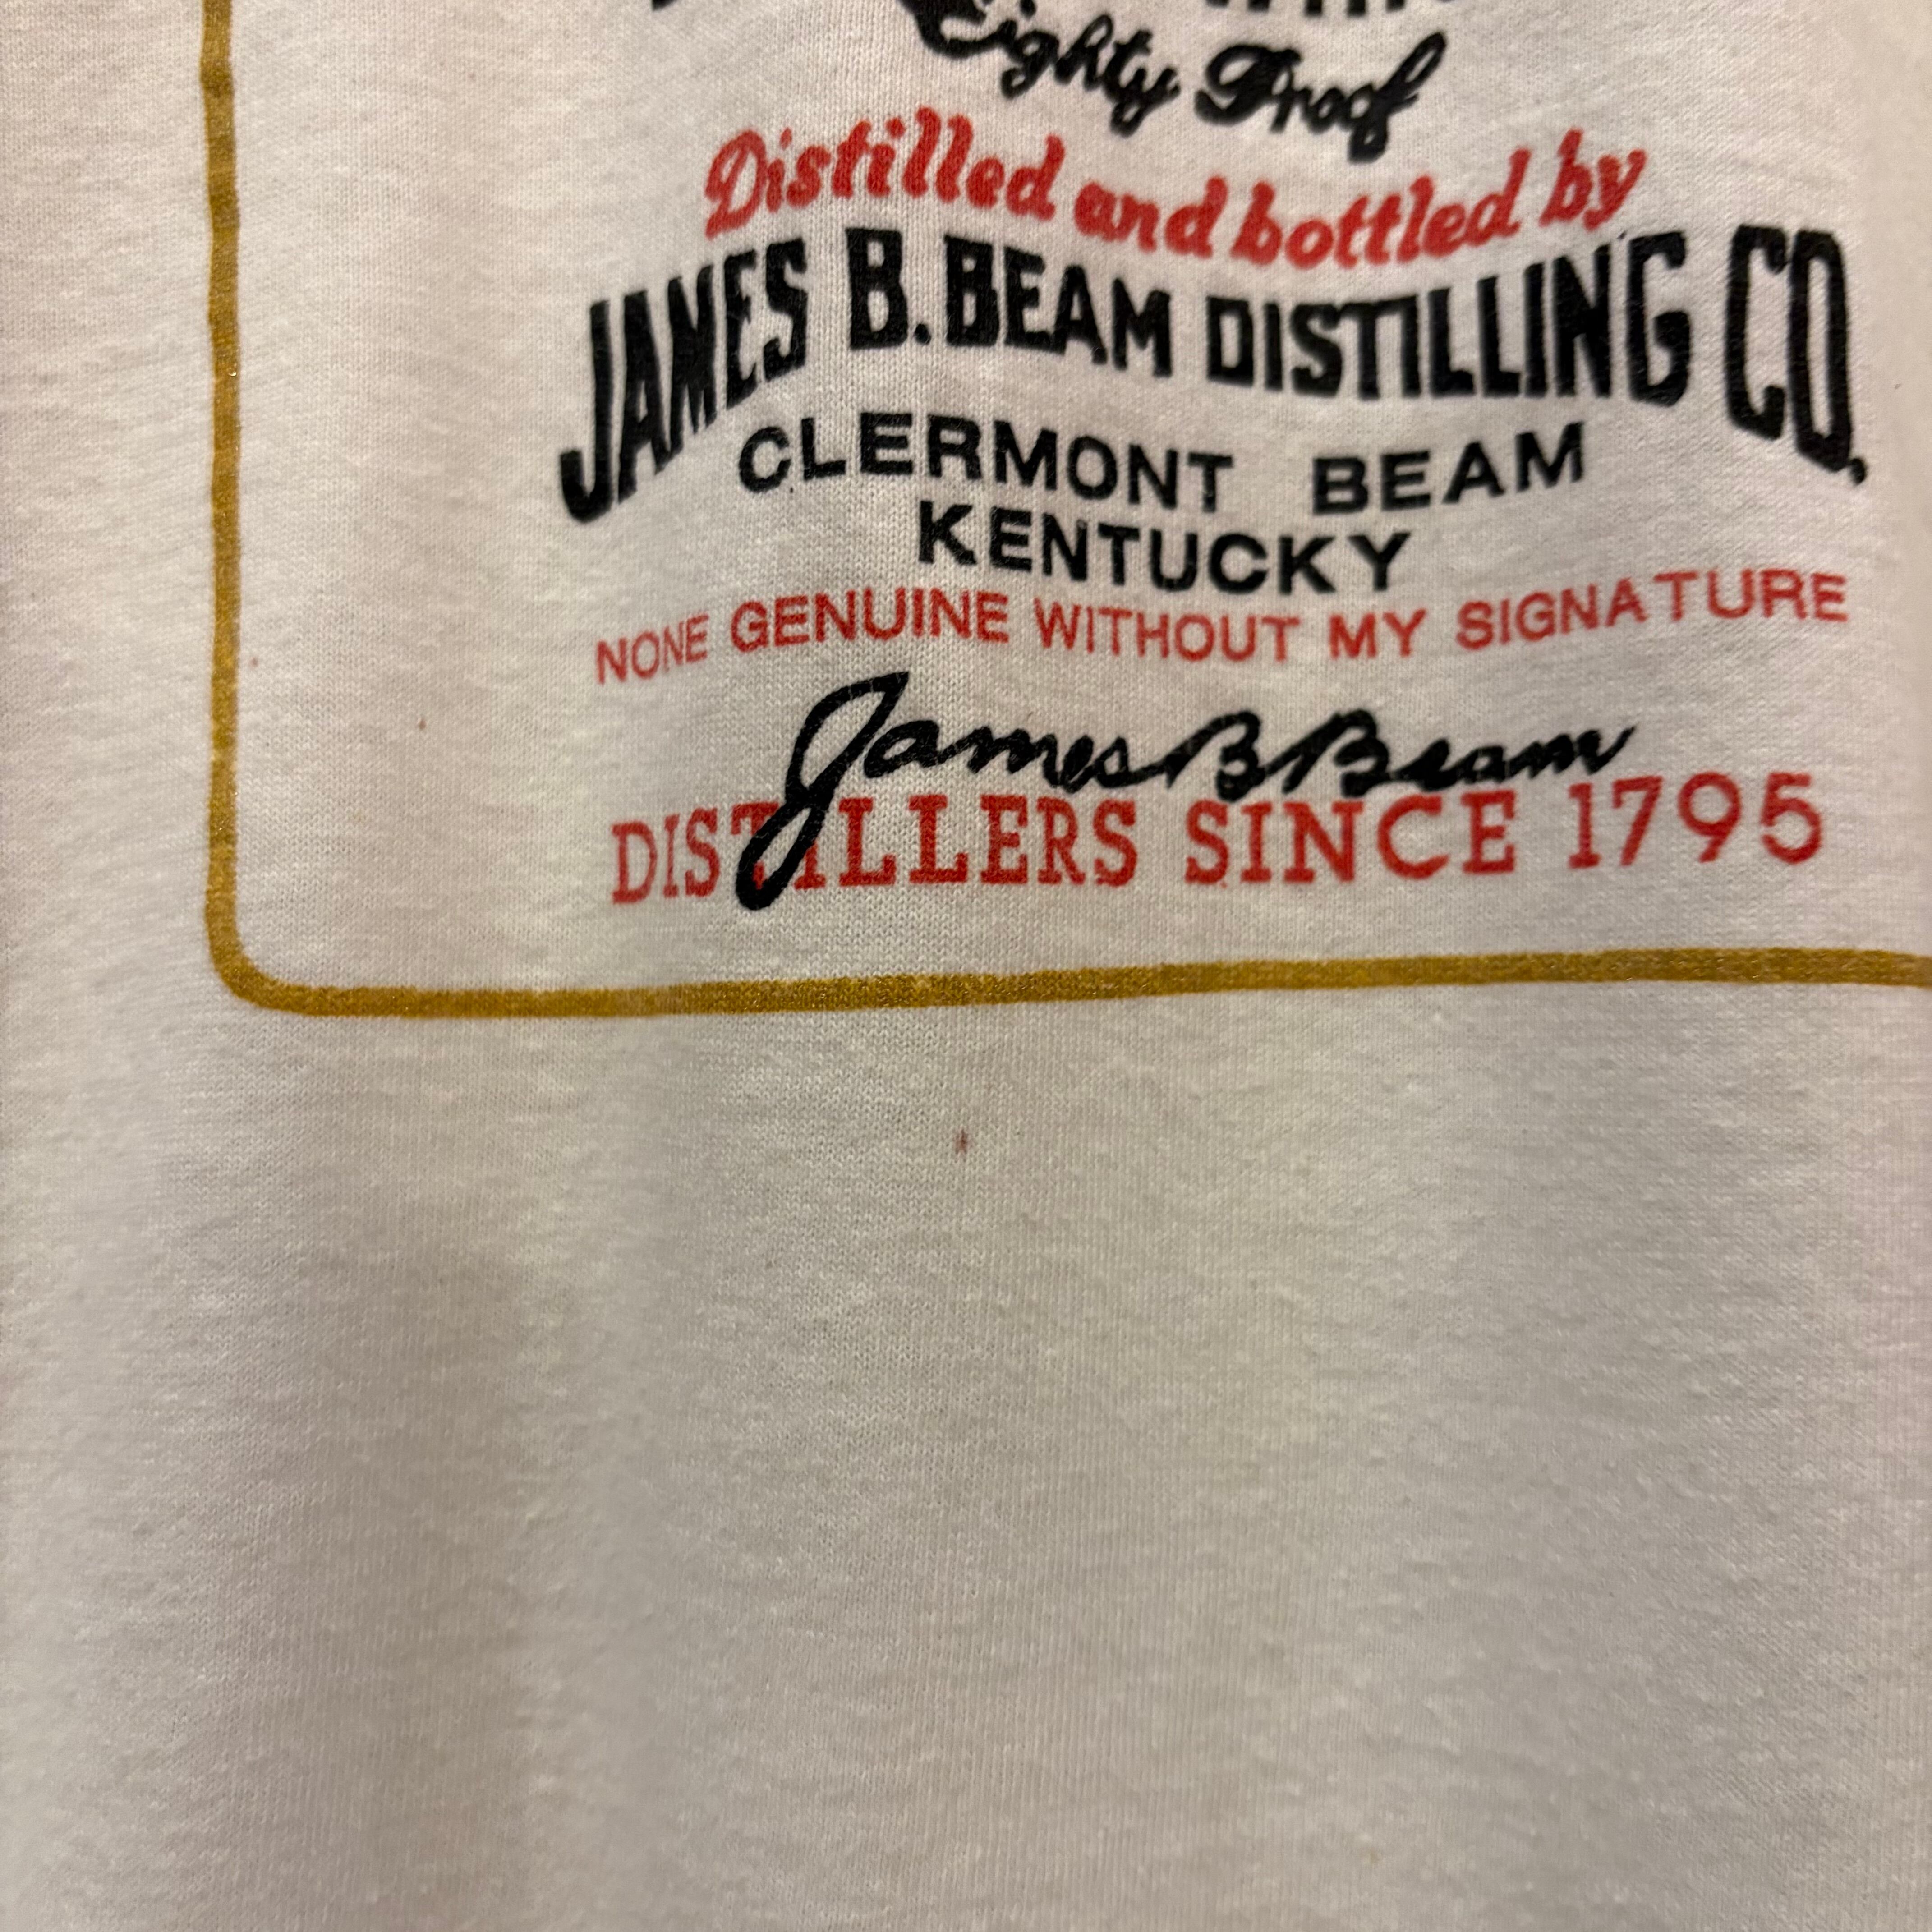 Eighty Proof
Distilled and bottled by
JAMES B. BEAM DISTILLING CO.
CLERMONT BEAM
KENTUCKY
NONE GENUINE WITHOUT MY SIGNATURE
James B Beam
DISTILLERS SINCE 1795